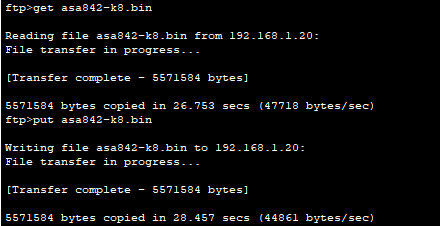 ftp>get asa842-k8.bin
Reading file asa842-k8.bin from 192.168.1.20:
File transfer in progress...
[Transfer complete - 5571584 bytes]
5571584 bytes copied in 26.753 secs (47718 bytes/sec)
ftp>put asa842-k8.bin
Writing file asa842-k8.bin to 192.168.1.20:
File transfer in progress...
[Transfer complete - 5571584 bytes]
5571584 bytes copied in 28.457 secs (44861 bytes/sec)